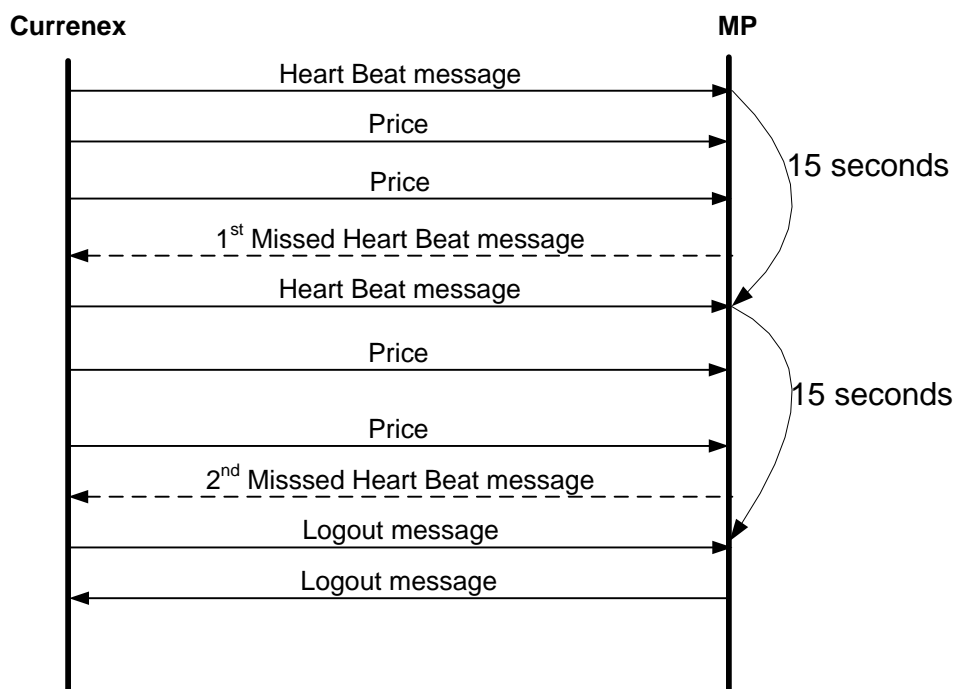 Currenex
MP
Heart Beat message
Price
15 seconds
Price
1st Missed Heart Beat message
Heart Beat message
Price
15 seconds
Price
2nd Misssed Heart Beat message
Logout message
Logout message